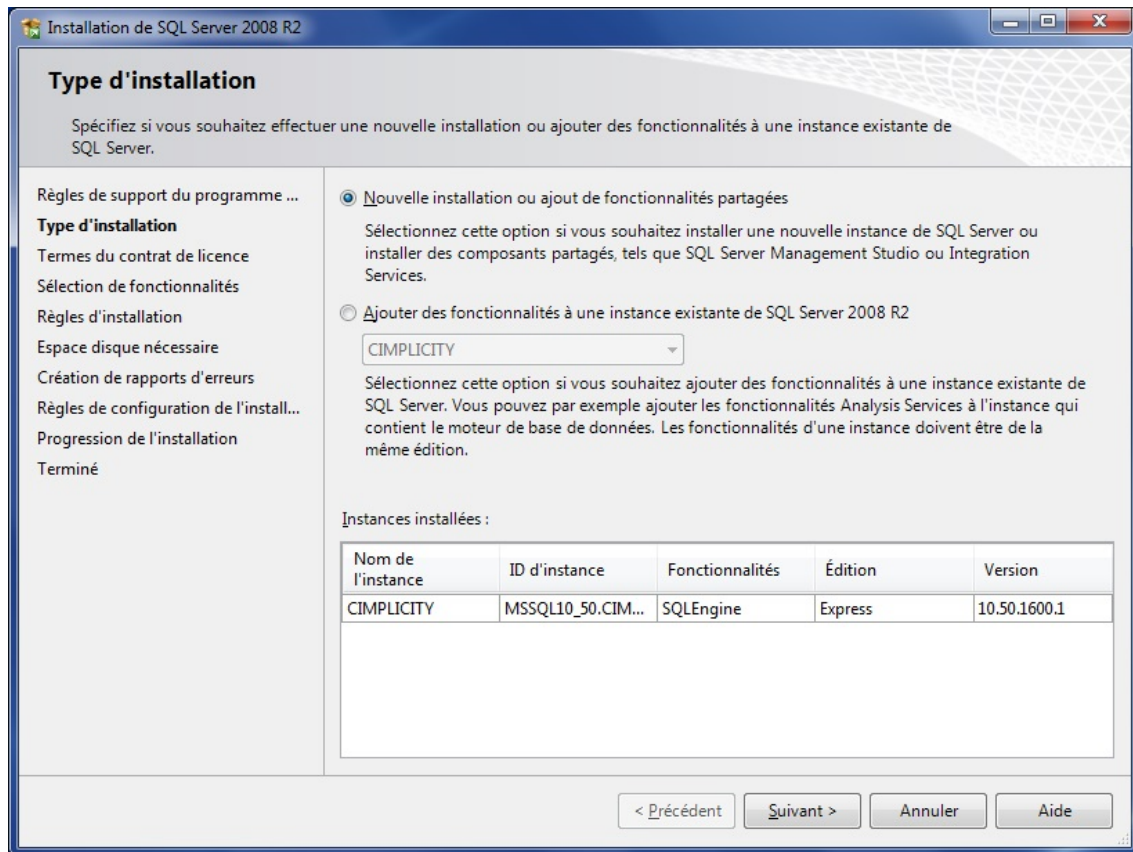 Installation de SQL Server 2008 R2
Type d'installation
Spécifiez si vous souhaitez effectuer une nouvelle installation ou ajouter des fonctionnalités à une instance existante de
SQL Server.
Règles de support du programme ...
Type d'installation
Termes du contrat de licence
Sélection de fonctionnalités
Règles d'installation
Espace disque nécessaire
Création de rapports d'erreurs
Règles de configuration de l'install...
Progression de l'installation
Terminé
Nouvelle installation ou ajout de fonctionnalités partagées
Sélectionnez cette option si vous souhaitez installer une nouvelle instance de SQL Server ou
installer des composants partagés, tels que SQL Server Management Studio ou Integration
Services.
Ajouter des fonctionnalités à une instance existante de SQL Server 2008 R2
CIMPLICITY
Sélectionnez cette option si vous souhaitez ajouter des fonctionnalités à une instance existante de
SQL Server. Vous pouvez par exemple ajouter les fonctionnalités Analysis Services à l'instance qui
contient le moteur de base de données. Les fonctionnalités d'une instance doivent être de la
même édition.
Instances installées :
Nom de
l'instance
ID d'instance
Fonctionnalités
Édition
Version
CIMPLICITY
MSSQL10_50.CIM...
SQLEngine
Express
10.50.1600.1
< Précédent
Suivant >
Annuler
Aide